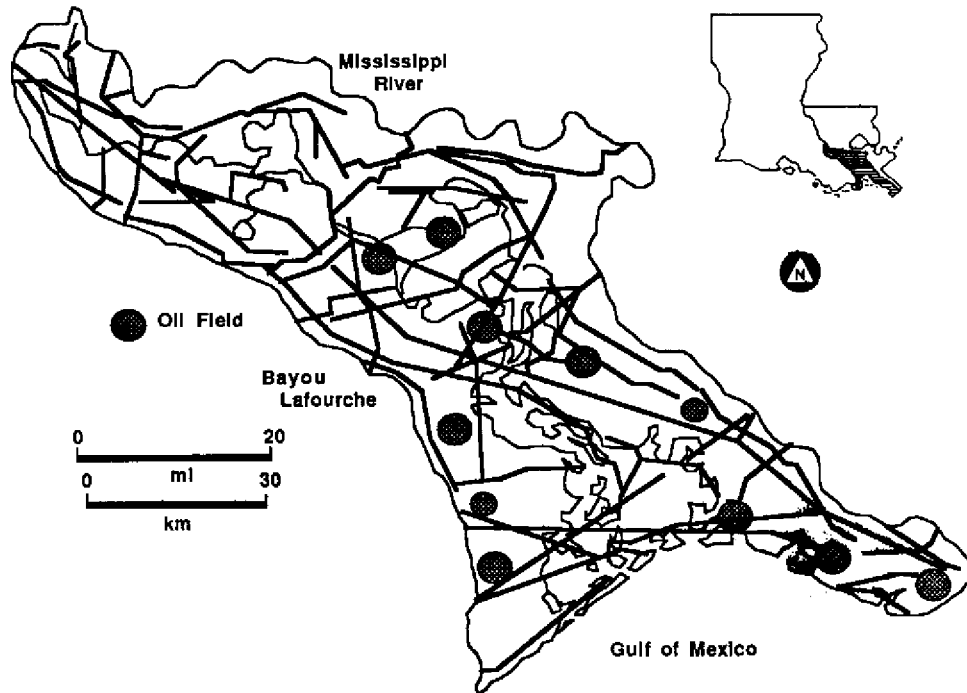 Mississippi
River
N
Oil Field
Bayou
Lafourche
0 20
mi
0 30
km
Gulf of Mexico